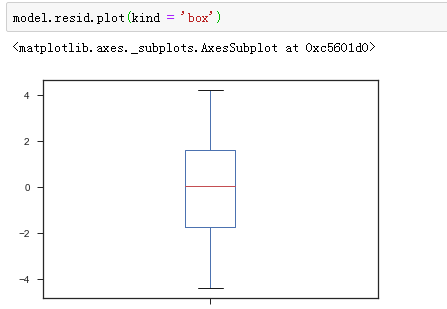 model.resid.plot(kind = 'box')
<matplotlib.axes._subplots.AxesSubplot at 0xc5601d0>
4
2
0
−2
−4